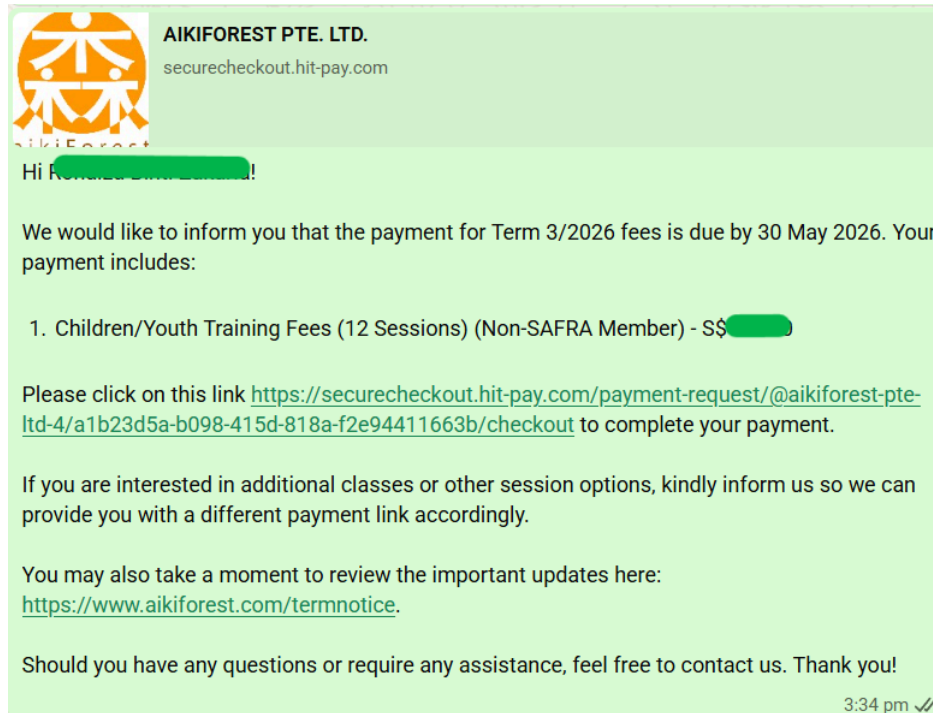 AIKIFOREST PTE. LTD.
securecheckout.hit-pay.com
aikiForest
Hi !
We would like to inform you that the payment for Term 3/2026 fees is due by 30 May 2026. Your
payment includes:
1. Children/Youth Training Fees (12 Sessions) (Non-SAFRA Member) - S$
Please click on this link https://securecheckout.hit-pay.com/payment-request/@aikiforest-pte-
ltd-4/a1b23d5a-b098-415d-818a-f2e94411663b/checkout to complete your payment.
If you are interested in additional classes or other session options, kindly inform us so we can
provide you with a different payment link accordingly.
You may also take a moment to review the important updates here:
https://www.aikiforest.com/termnotice.
Should you have any questions or require any assistance, feel free to contact us. Thank you!
3:34 pm